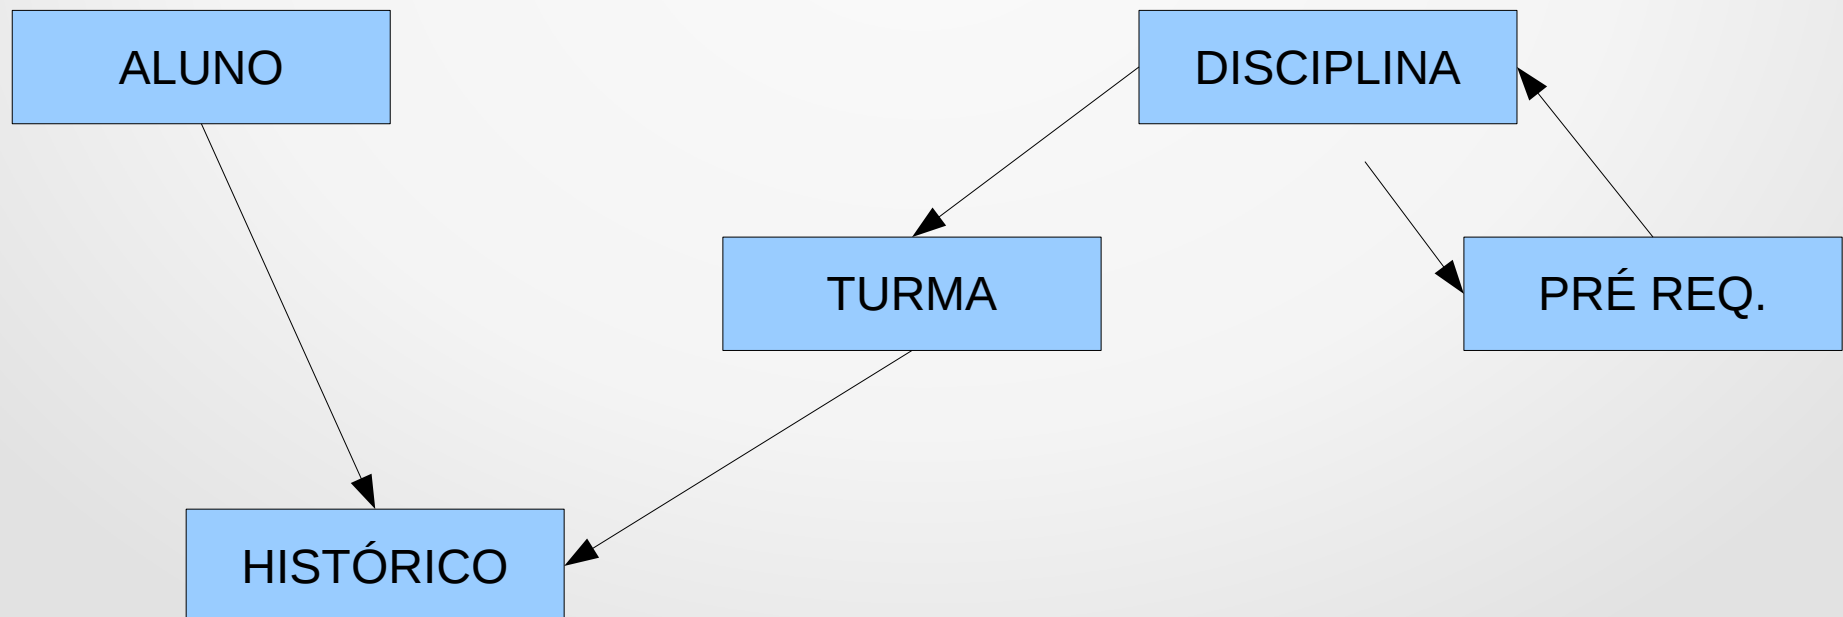 ALUNO
DISCIPLINA
TURMA
PRÉ REQ.
HISTÓRICO